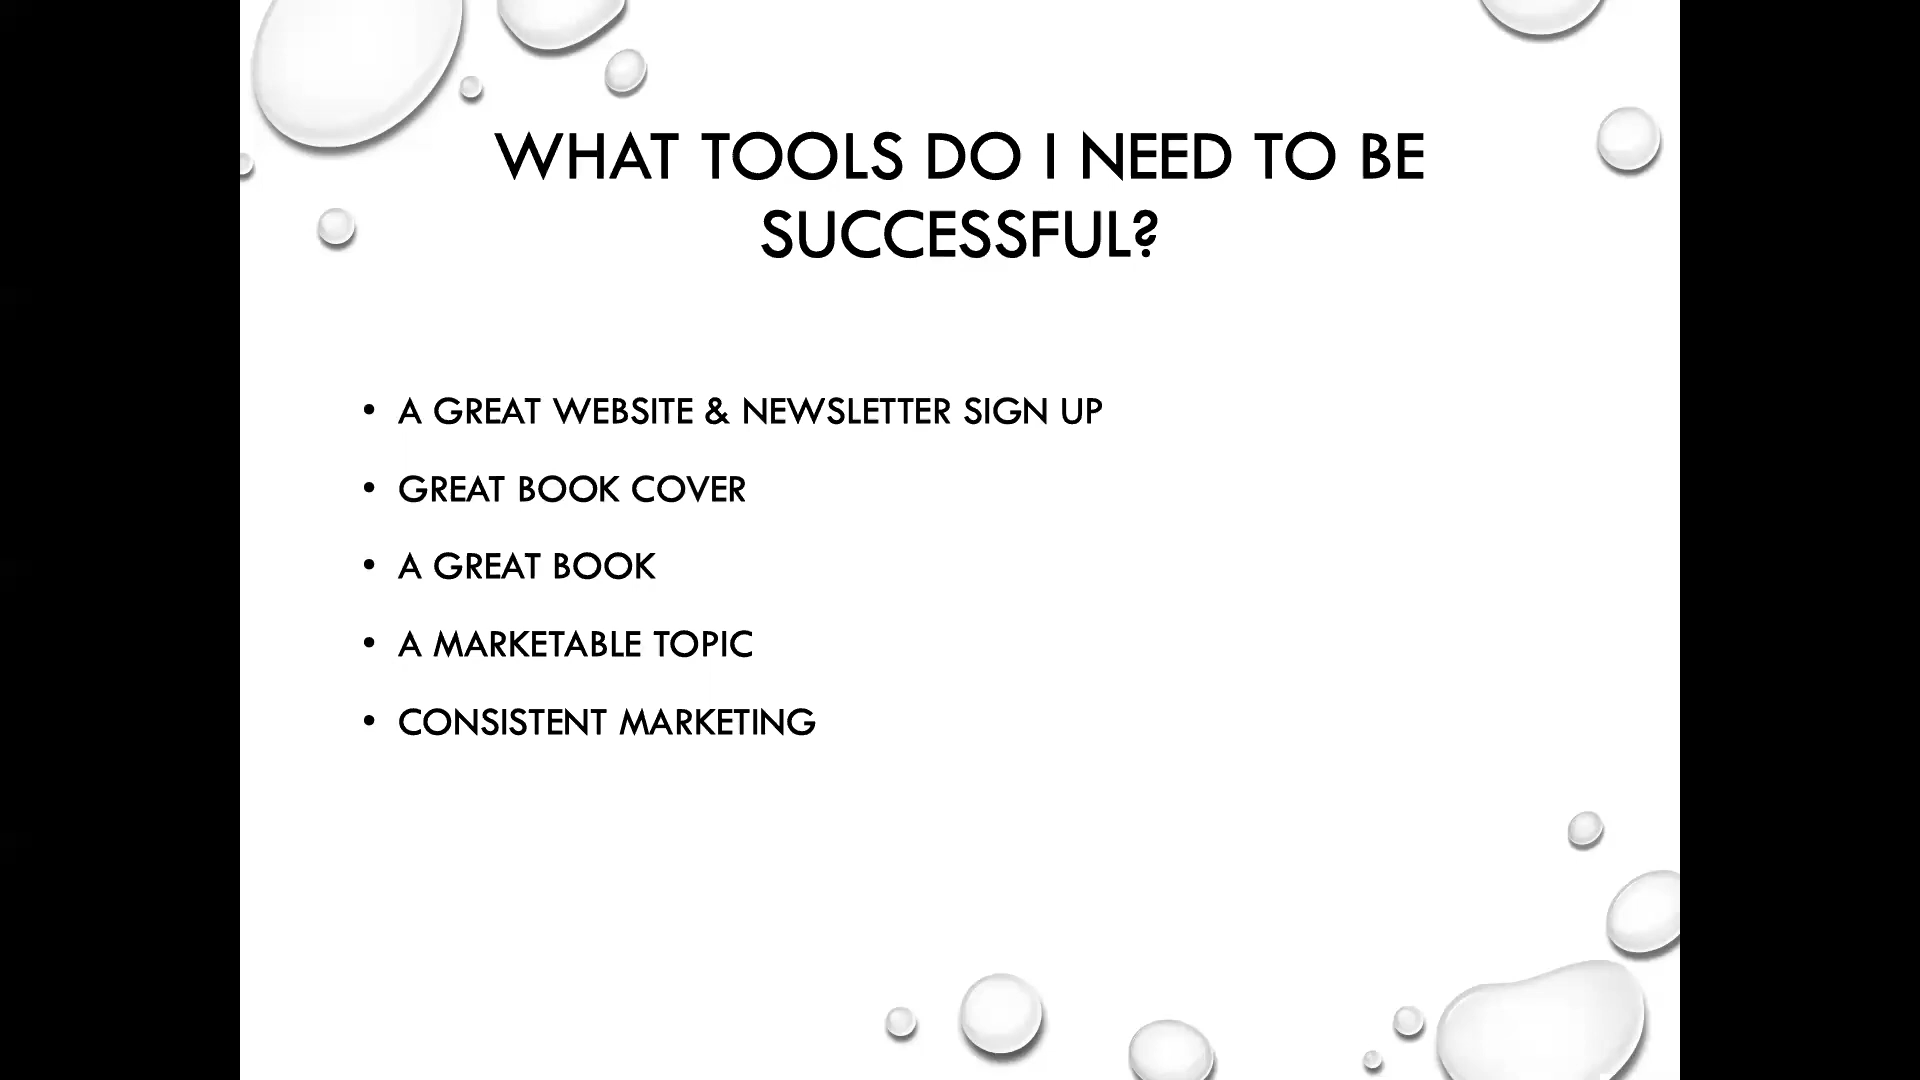 WHAT TOOLS DO I NEED TO BE
SUCCESSFUL?
• A GREAT WEBSITE & NEWSLETTER SIGN UP
• GREAT BOOK COVER
• A GREAT BOOK
• A MARKETABLE TOPIC
• CONSISTENT MARKETING